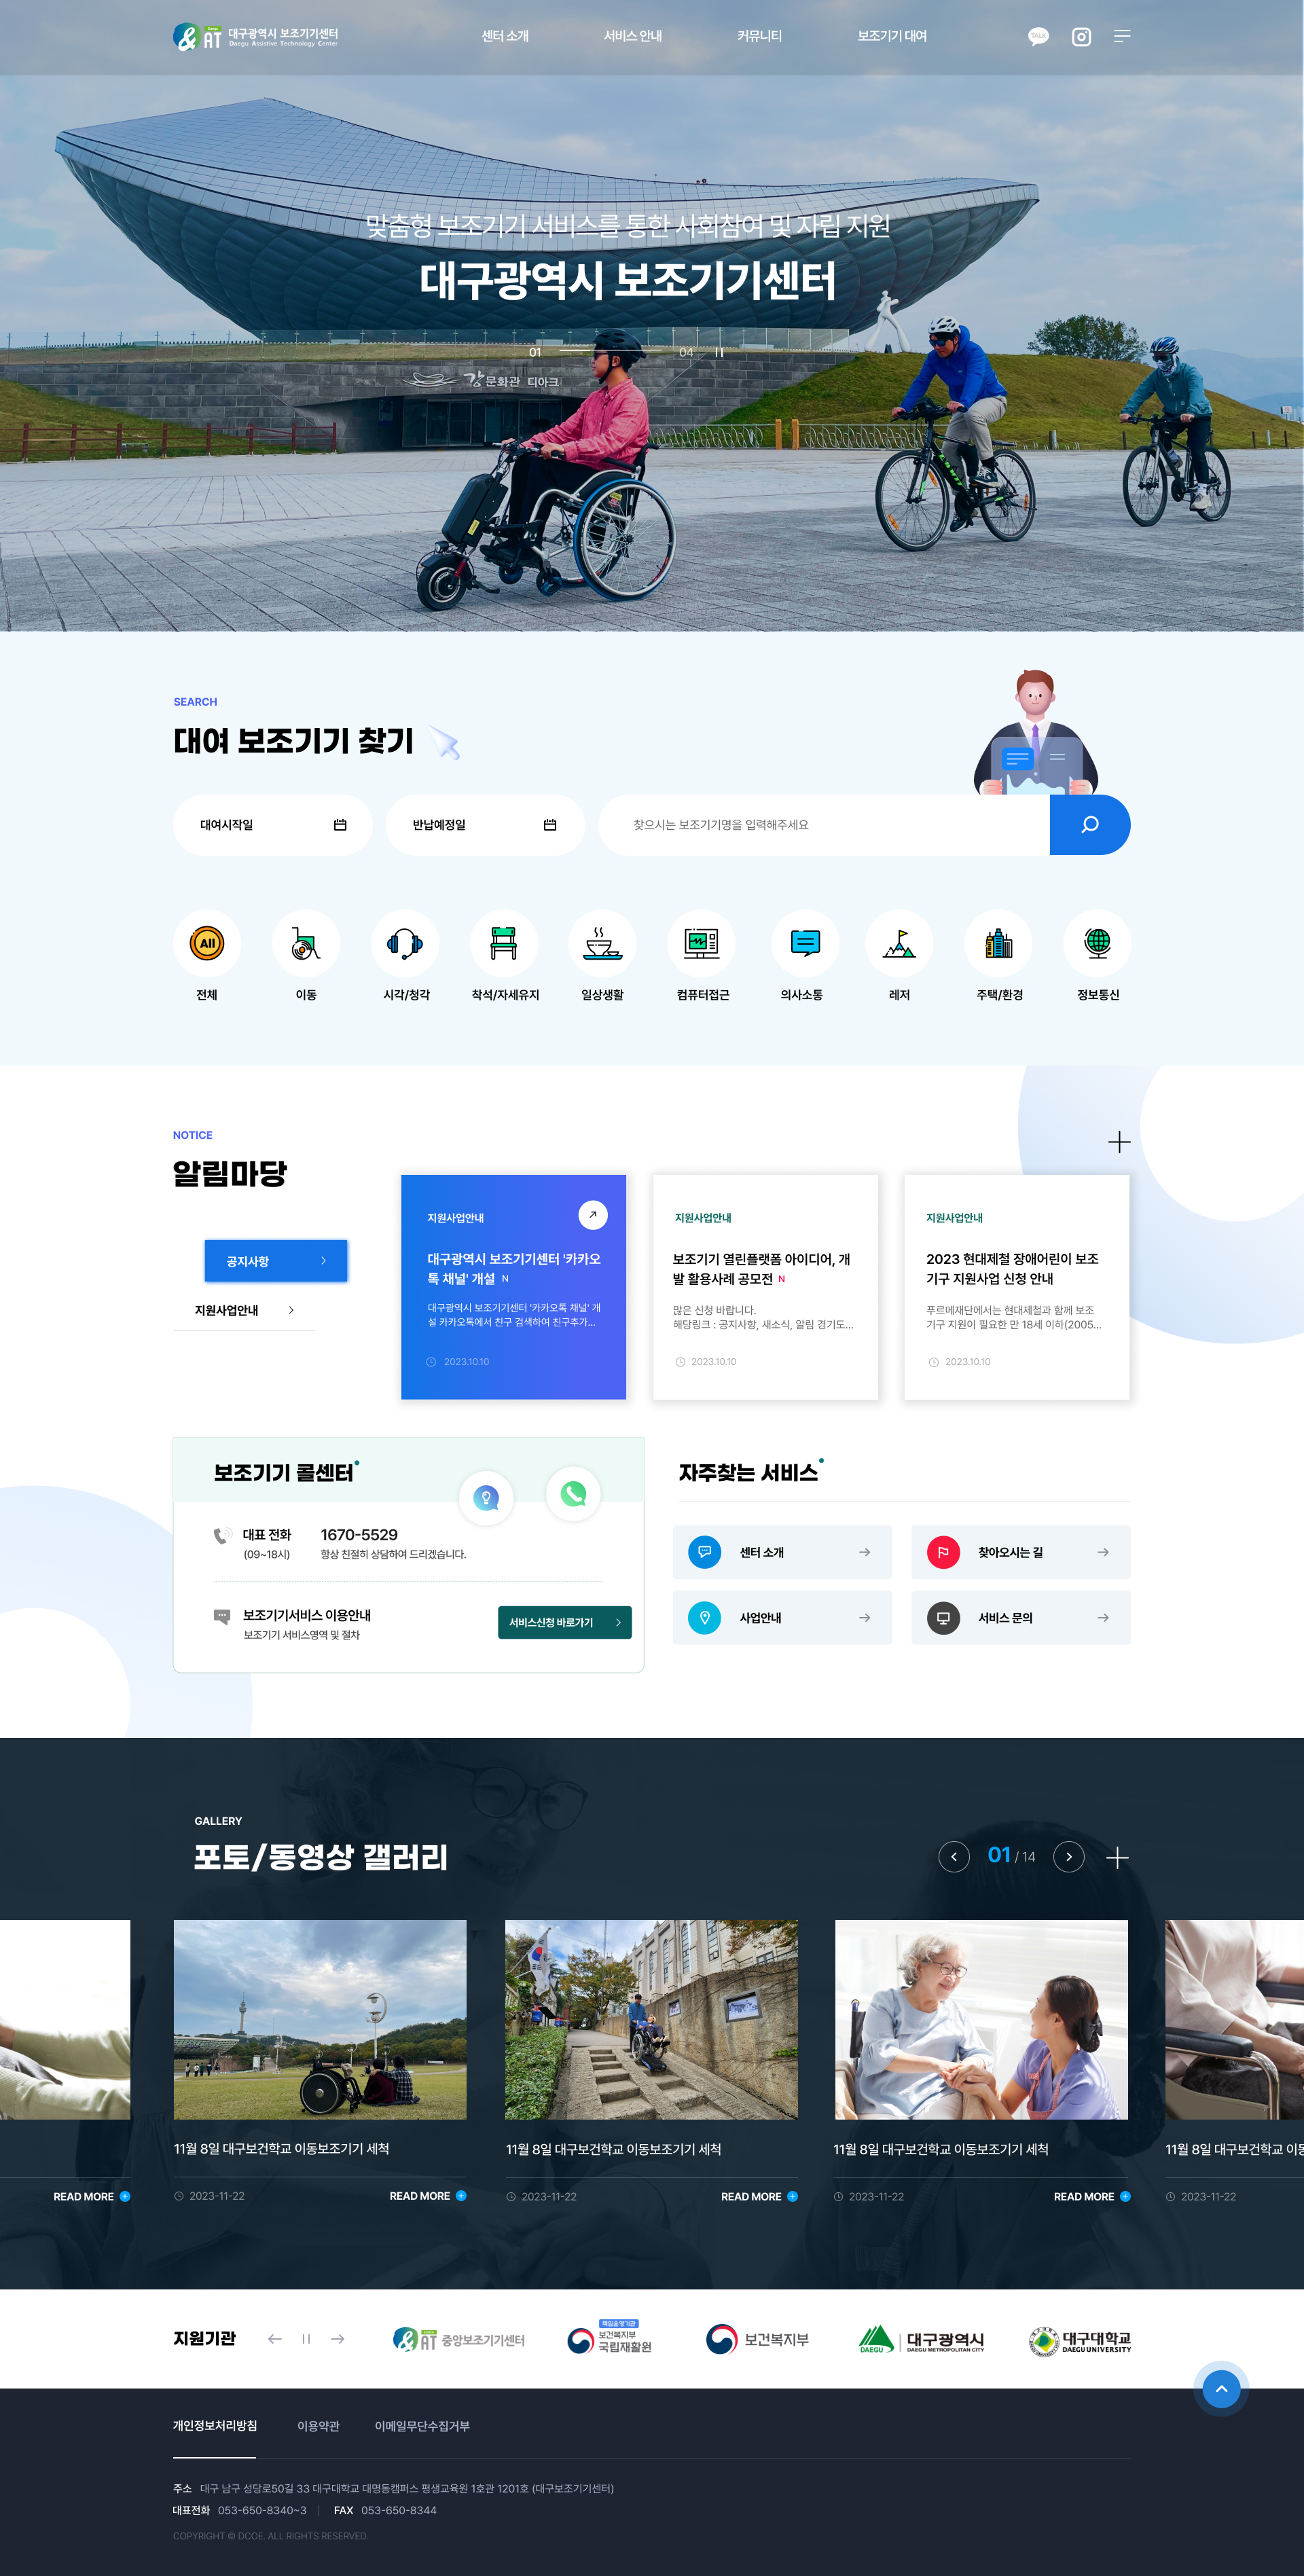 &AT 대구광역시 보조기기센터
Daegu Assistive Technology Center
센터 소개
서비스 안내
커뮤니티
보조기기 대여
TALK
맞춤형 보조기기 서비스를 통한 사회참여 및 자립 지원
대구광역시 보조기기센터
01
04
강문화관 디아크
SEARCH
대여 보조기기 찾기
대여시작일
반납예정일
찾으시는 보조기기명을 입력해주세요
All
전체
이동
시각/청각
착석/자세유지
일상생활
컴퓨터접근
의사소통
레저
주택/환경
정보통신
NOTICE
알림마당
공지사항
지원사업안내
지원사업안내
대구광역시 보조기기센터 '카카오
톡 채널' 개설 N
대구광역시 보조기기센터 '카카오톡 채널' 개
설 카카오톡에서 친구 검색하여 친구추가...
2023.10.10
지원사업안내
보조기기 열린플랫폼 아이디어, 개
발 활용사례 공모전 N
많은 신청 바랍니다.
해당링크 : 공지사항, 새소식, 알림 경기도...
2023.10.10
지원사업안내
2023 현대제철 장애어린이 보조
기구 지원사업 신청 안내
푸르메재단에서는 현대제철과 함께 보조
기구 지원이 필요한 만 18세 이하(2005...
2023.10.10
보조기기 콜센터
대표 전화
(09~18시)
1670-5529
항상 친절히 상담하여 드리겠습니다.
보조기기서비스 이용안내
보조기기 서비스영역 및 절차
서비스신청 바로가기
자주찾는 서비스
센터 소개
찾아오시는 길
사업안내
서비스 문의
GALLERY
포토/동영상 갤러리
01 / 14
11월 8일 대구보건학교 이동보조기기 세척
11월 8일 대구보건학교 이동보조기기 세척
11월 8일 대구보건학교 이동보조기기 세척
11월 8일 대구보건학교 이동
READ MORE
2023-11-22
READ MORE
2023-11-22
READ MORE
2023-11-22
READ MORE
2023-11-22
지원기관
&AT 중앙보조기기센터
책임운영기관
보건복지부
국립재활원
보건복지부
DAEGU
대구광역시
DAEGU METROPOLITAN CITY
대구대학교
DAEGU UNIVERSITY
개인정보처리방침
이용약관
이메일무단수집거부
주소 대구 남구 성당로50길 33 대구대학교 대명동캠퍼스 평생교육원 1호관 1201호 (대구보조기기센터)
대표전화 053-650-8340~3 | FAX 053-650-8344
COPYRIGHT © DCOE. ALL RIGHTS RESERVED.